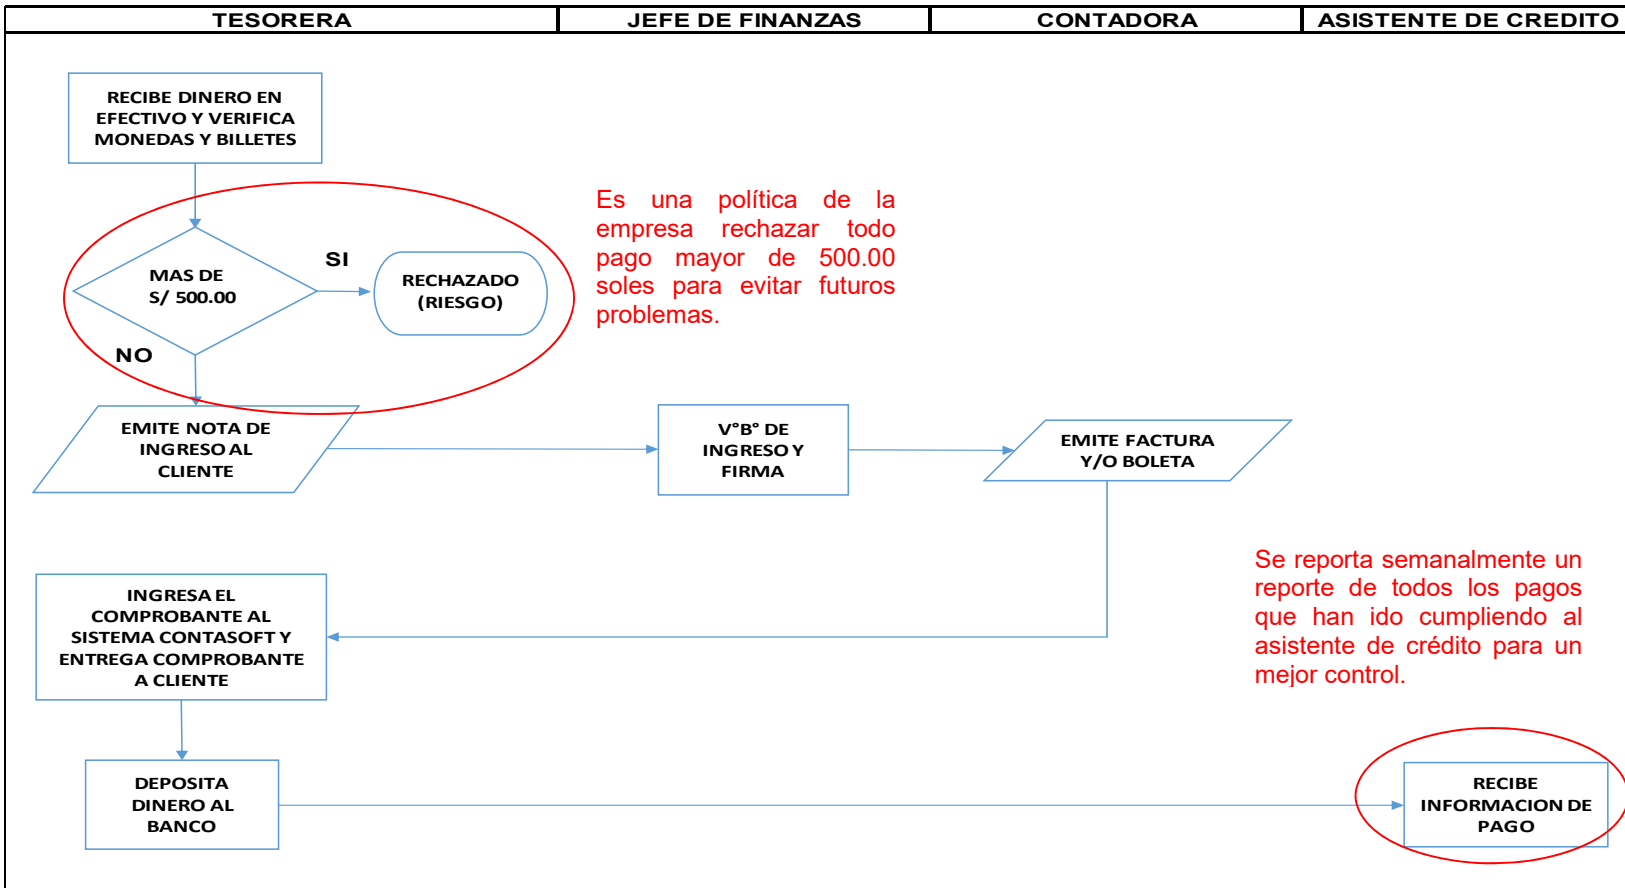 TESORERA
JEFE DE FINANZAS
CONTADORA
ASISTENTE DE CREDITO
RECIBE DINERO EN
EFECTIVO Y VERIFICA
MONEDAS Y BILLETES
Es una política de la
empresa rechazar todo
pago mayor de 500.00
soles para evitar futuros
problemas.
MAS DE
S/ 500.00
SI
RECHAZADO
(RIESGO)
NO
EMITE NOTA DE
INGRESO AL
CLIENTE
V°B° DE
INGRESO Y
FIRMA
EMITE FACTURA
Y/O BOLETA
INGRESA EL
COMPROBANTE AL
SISTEMA CONTASOFT Y
ENTREGA COMPROBANTE
A CLIENTE
Se reporta semanalmente un
reporte de todos los pagos
que han ido cumpliendo al
asistente de crédito para un
mejor control.
DEPOSITA
DINERO AL
BANCO
RECIBE
INFORMACION DE
PAGO